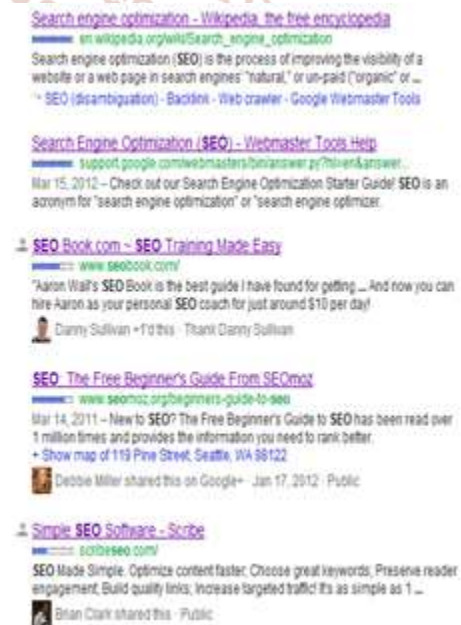 Search engine optimization - Wikipedia, the free encyclopedia
en.wikipedia.org/wiki/Search_engine_optimization
Search engine optimization (SEO) is the process of improving the visibility of a
website or a web page in search engines' "natural," or un-paid ("organic" or ...
SEO (disambiguation) - Backlink - Web crawler - Google Webmaster Tools
Search Engine Optimization (SEO) - Webmaster Tools Help
support.google.com/webmasters/bin/answer.py?hl=en&answer...
Mar 15, 2012 – Check out our Search Engine Optimization Starter Guide! SEO is an
acronym for "search engine optimization" or "search engine optimizer.
SEO Book.com ~ SEO Training Made Easy
www.seobook.com/
"Aaron Wall's SEO Book is the best guide I have found for getting ... And now you can
hire Aaron as your personal SEO coach for just around $10 per day!
Danny Sullivan +1'd this · Thank Danny Sullivan
SEO: The Free Beginner's Guide From SEOmoz
www.seomoz.org/beginners-guide-to-seo
Mar 14, 2011 – New to SEO? The Free Beginner's Guide to SEO has been read over
1 million times and provides the information you need to rank better.
+ Show map of 119 Pine Street, Seattle, WA 98122
Debbie Miller shared this on Google+ · Jan 17, 2012 · Public
Simple SEO Software - Scribe
scribeseo.com/
SEO Made Simple. Optimize content faster; Choose great keywords; Preserve reader
engagement; Build quality links; Increase targeted traffic! It's as simple as 1 ...
Brian Clark shared this · Public